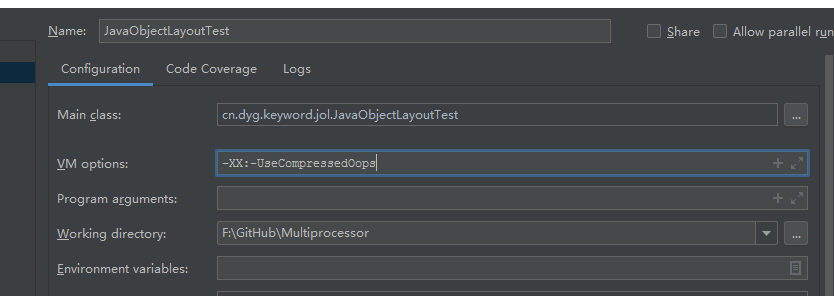 Name: JavaObjectLayoutTest Share Allow parallel run
Configuration Code Coverage Logs
Main class: cn.dyg.keyword.jol.JavaObjectLayoutTest ...
VM options: -XX:-UseCompressedOops
Program arguments:
Working directory: F:\GitHub\Multiprocessor ...
Environment variables: